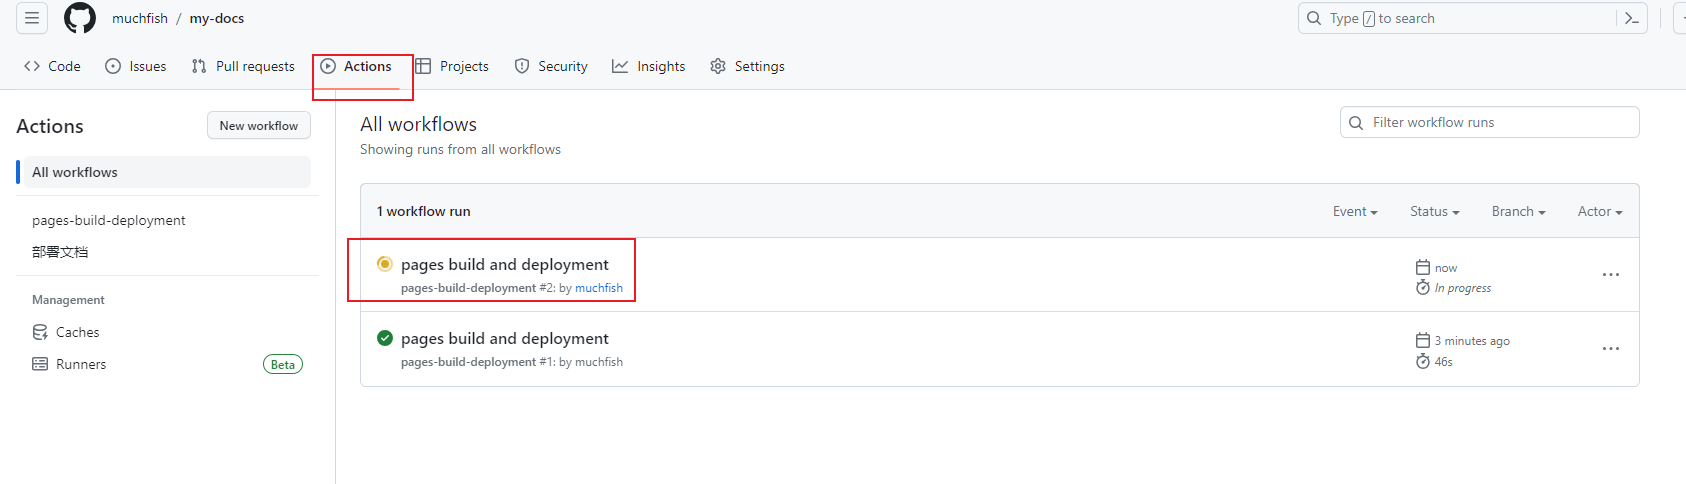 muchfish / my-docs
Type / to search
Code Issues Pull requests Actions Projects Security Insights Settings
Actions
New workflow
All workflows
pages-build-deployment
部署文档
Management
Caches
Runners Beta
All workflows
Showing runs from all workflows
Filter workflow runs
1 workflow run
Event Status Branch Actor
pages build and deployment
pages-build-deployment #2: by muchfish
now
In progress
pages build and deployment
pages-build-deployment #1: by muchfish
3 minutes ago
46s